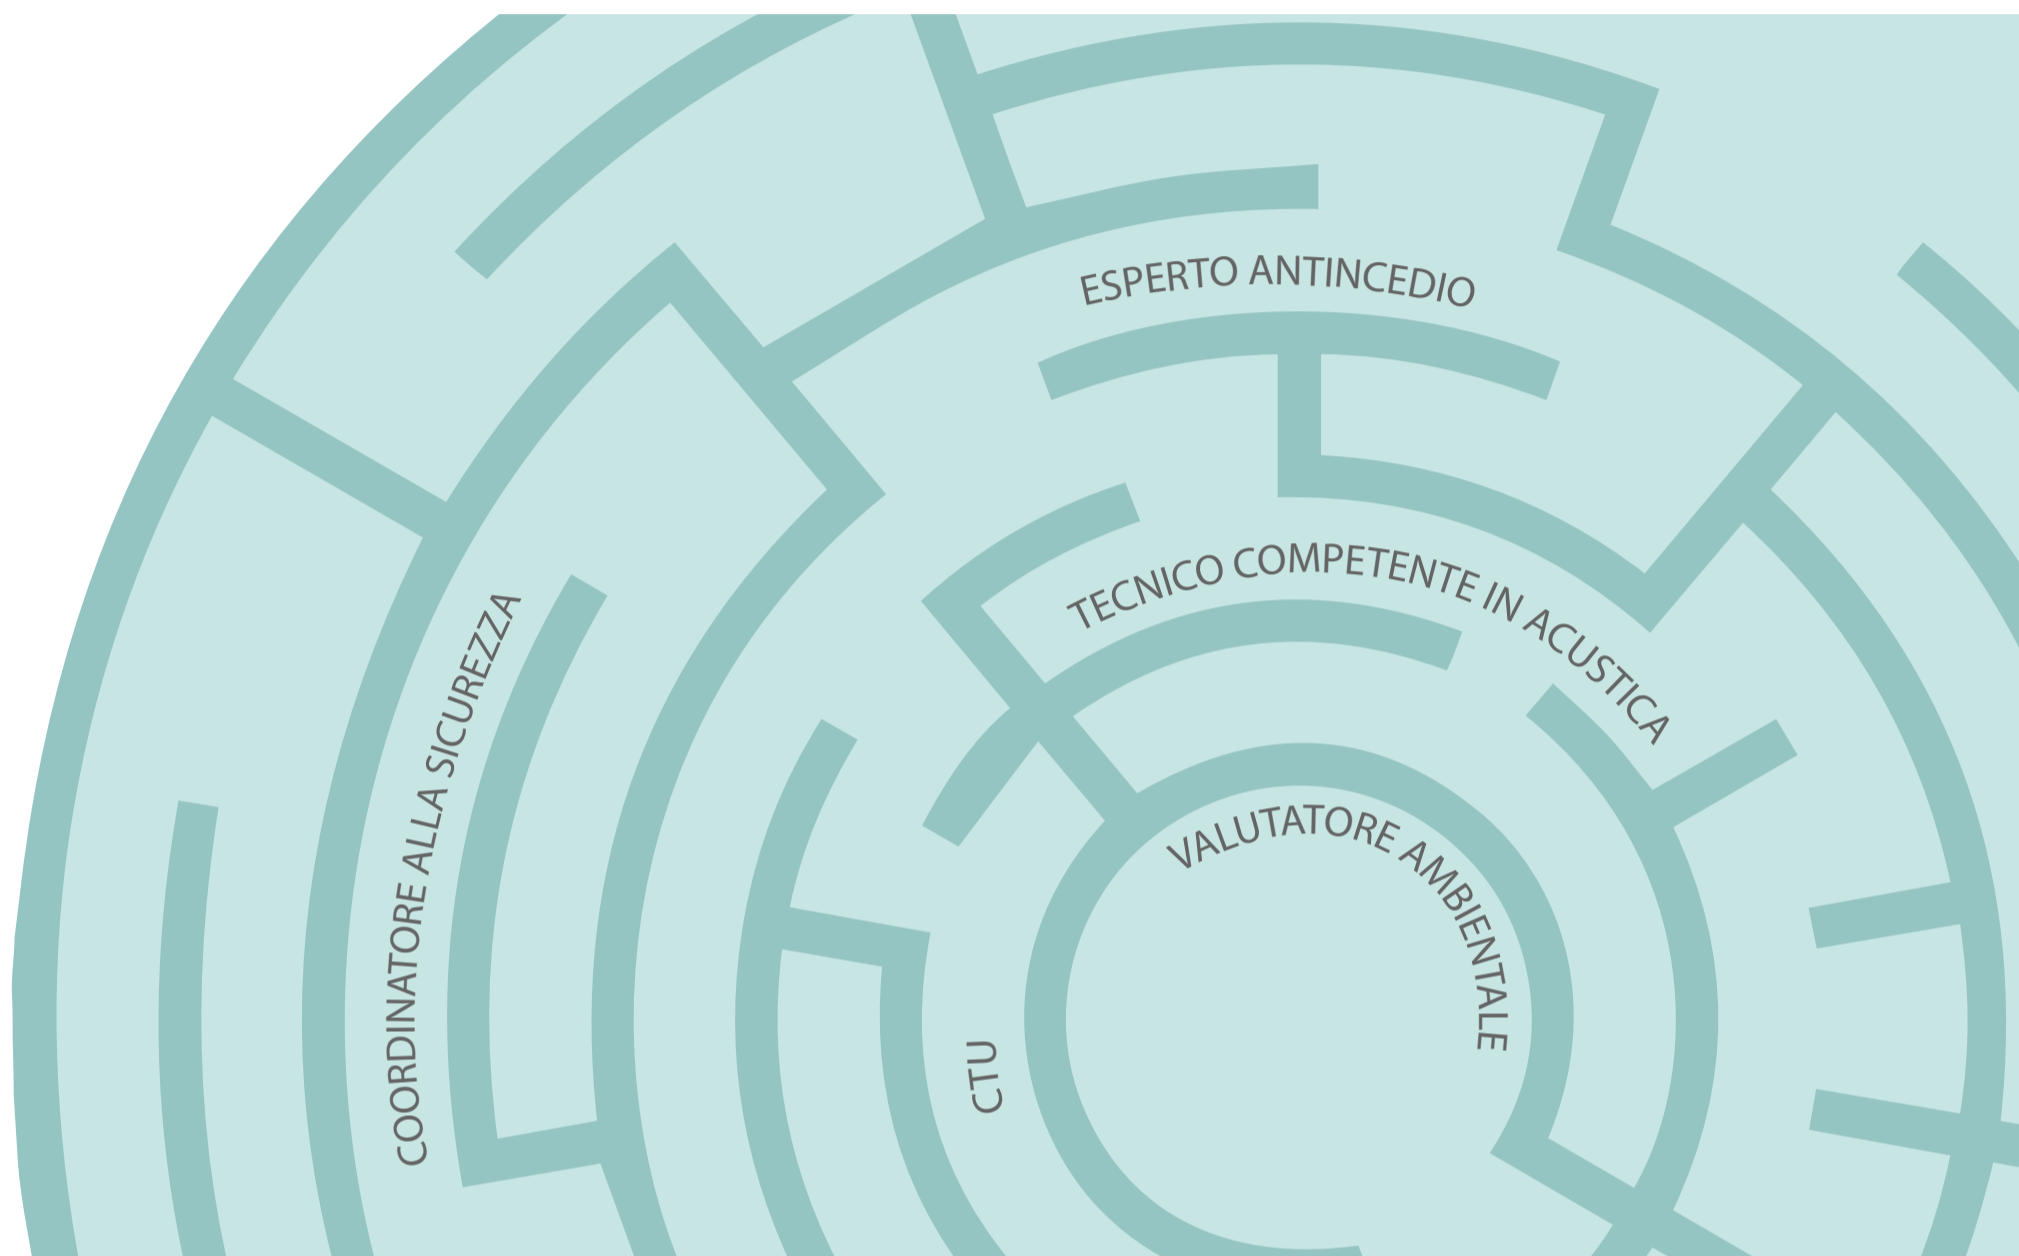 ESPERTO ANTINCEDIO
TECNICO COMPETENTE IN ACUSTICA
COORDINATORE ALLA SICUREZZA
VALUTATORE AMBIENTALE
CTU